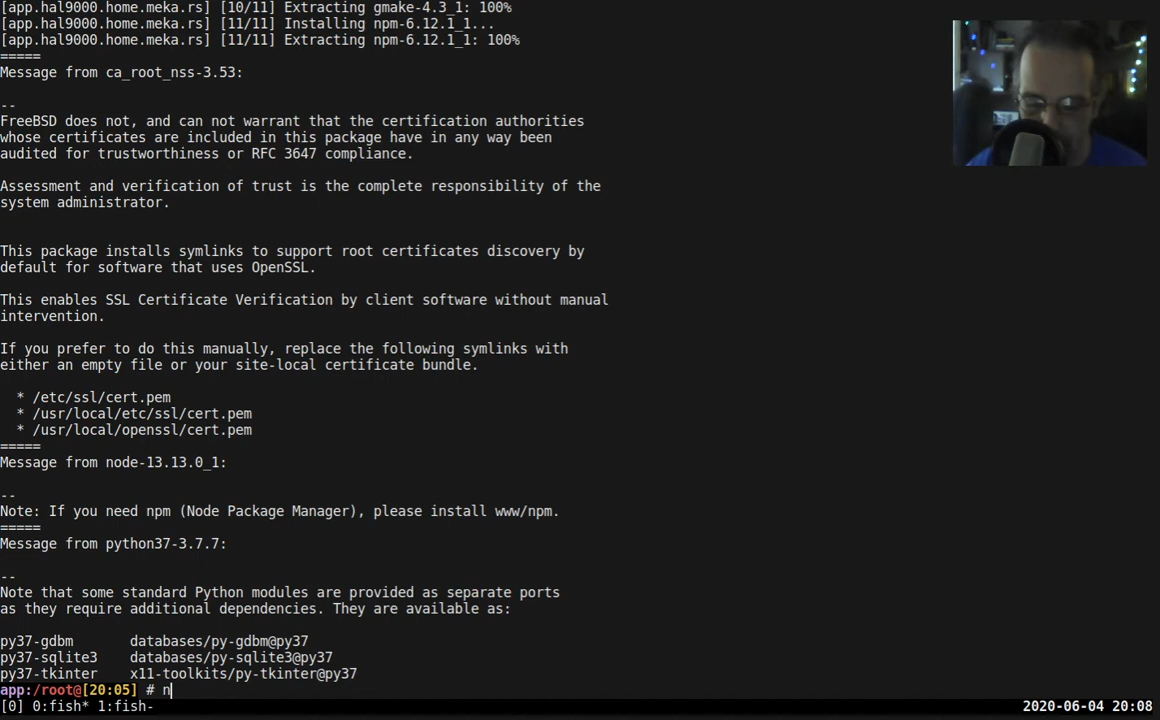 [app.hal9000.home.meka.rs] [10/11] Extracting gmake-4.3_1: 100%
[app.hal9000.home.meka.rs] [11/11] Installing npm-6.12.1_1...
[app.hal9000.home.meka.rs] [11/11] Extracting npm-6.12.1_1: 100%
=====
Message from ca_root_nss-3.53:
--
FreeBSD does not, and can not warrant that the certification authorities
whose certificates are included in this package have in any way been
audited for trustworthiness or RFC 3647 compliance.
Assessment and verification of trust is the complete responsibility of the
system administrator.
This package installs symlinks to support root certificates discovery by
default for software that uses OpenSSL.
This enables SSL Certificate Verification by client software without manual
intervention.
If you prefer to do this manually, replace the following symlinks with
either an empty file or your site-local certificate bundle.
* /etc/ssl/cert.pem
* /usr/local/etc/ssl/cert.pem
* /usr/local/openssl/cert.pem
=====
Message from node-13.13.0_1:
--
Note: If you need npm (Node Package Manager), please install www/npm.
=====
Message from python37-3.7.7:
--
Note that some standard Python modules are provided as separate ports
as they require additional dependencies. They are available as:
py37-gdbm       databases/py-gdbm@py37
py37-sqlite3    databases/py-sqlite3@py37
py37-tkinter    x11-toolkits/py-tkinter@py37
app:/root@[20:05] # n
[0] 0:fish* 1:fish- 2020-06-04 20:08